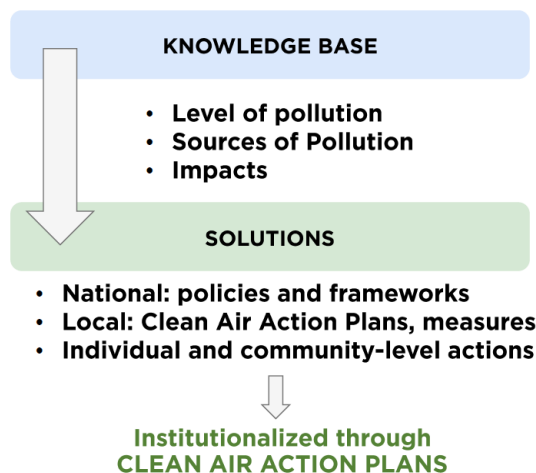 KNOWLEDGE BASE
• Level of pollution
• Sources of Pollution
• Impacts
SOLUTIONS
• National: policies and frameworks
• Local: Clean Air Action Plans, measures
• Individual and community-level actions
Institutionalized through
CLEAN AIR ACTION PLANS